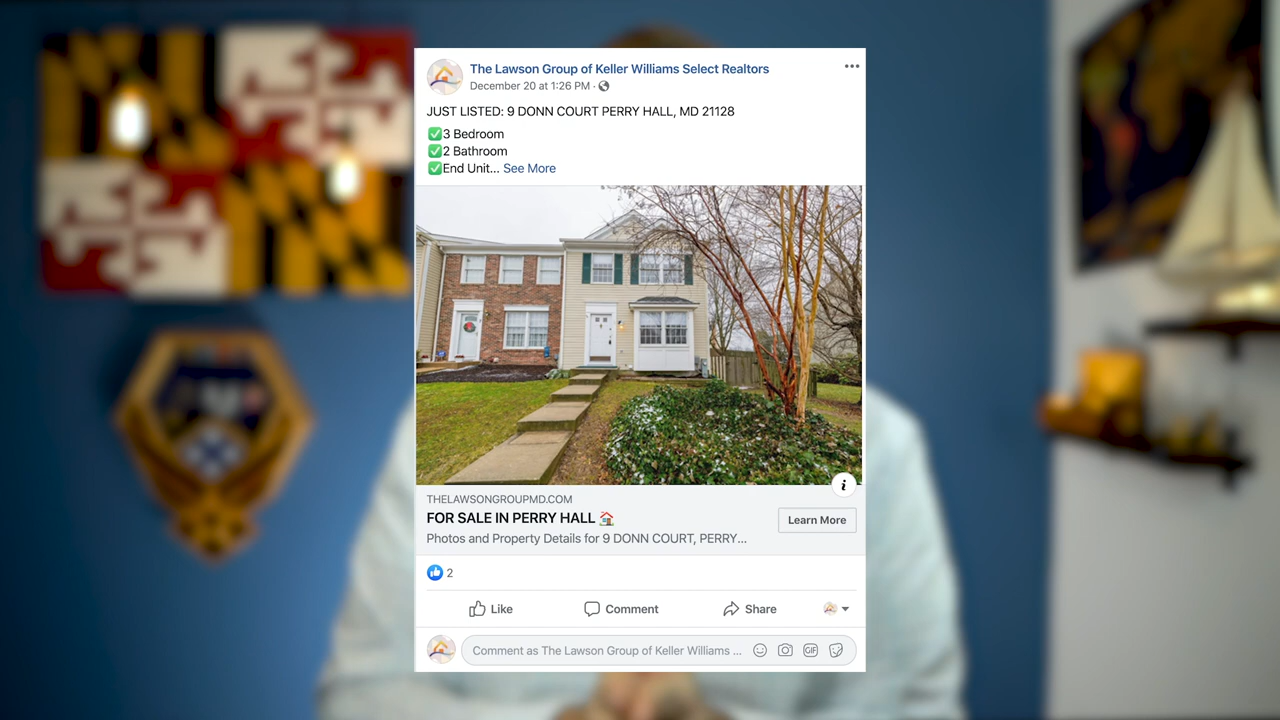 The Lawson Group of Keller Williams Select Realtors
December 20 at 1:26 PM ·
JUST LISTED: 9 DONN COURT PERRY HALL, MD 21128
✅3 Bedroom
✅2 Bathroom
✅End Unit... See More
THELAWSONGROUPMD.COM
FOR SALE IN PERRY HALL 🏠
Learn More
Photos and Property Details for 9 DONN COURT, PERRY...
2
Like
Comment
Share
Comment as The Lawson Group of Keller Williams ...
GIF